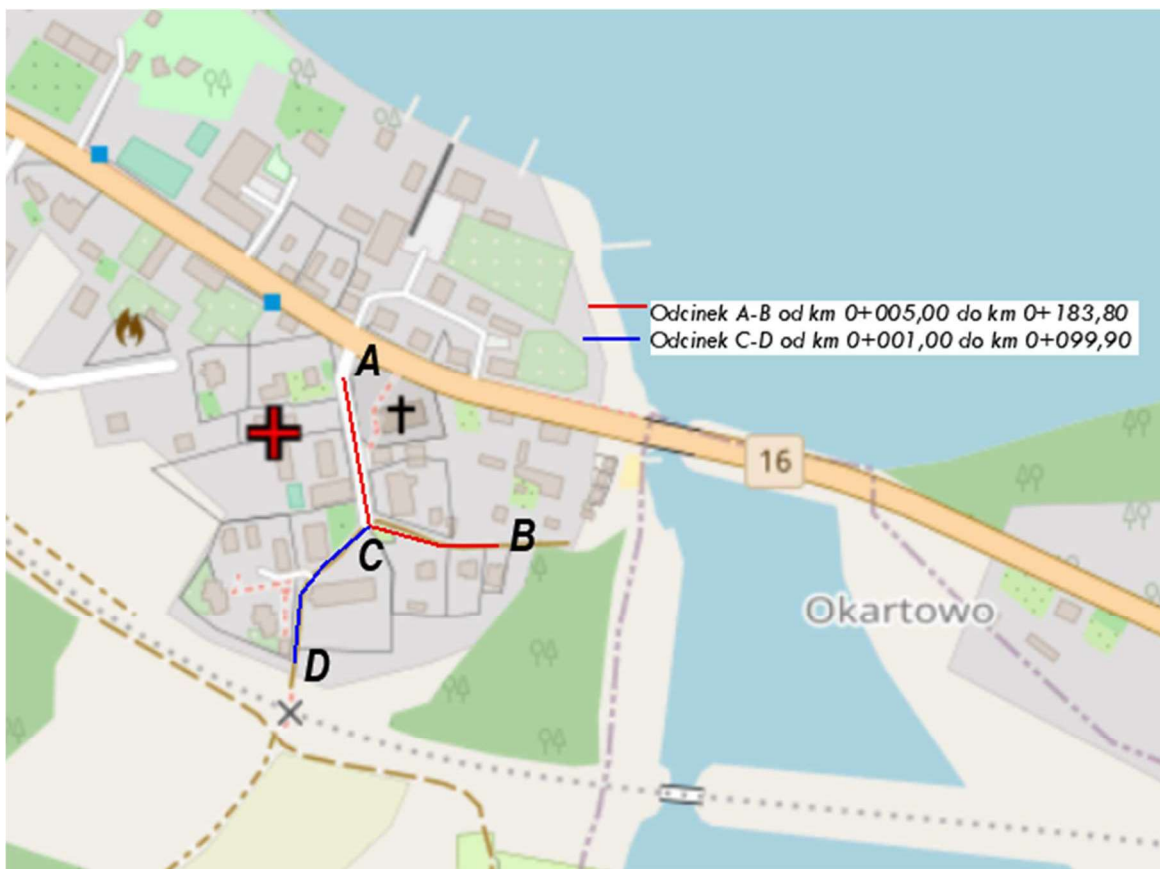 Odcinek A-B od km 0+005,00 do km 0+183,80
Odcinek C-D od km 0+001,00 do km 0+099,90
A
16
B
C
Okartowo
D